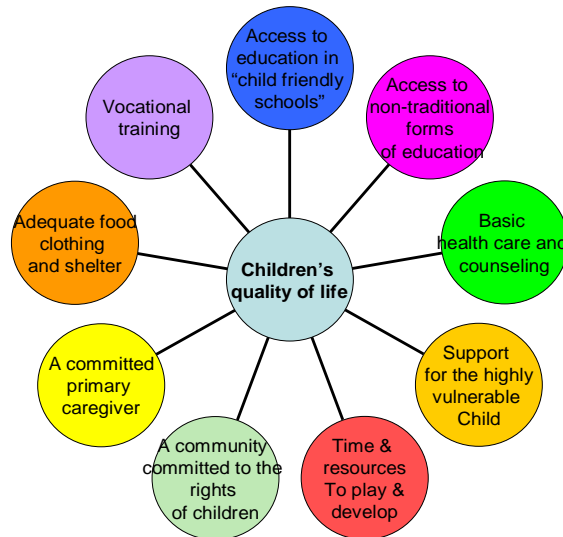 Access to
education in
“child friendly
schools”
Access to
non-traditional
forms
of education
Basic
health care and
counseling
Support
for the highly
vulnerable
Child
Time &
resources
To play &
develop
A community
committed to the
rights
of children
A committed
primary
caregiver
Adequate food
clothing
and shelter
Vocational
training
Children’s
quality of life